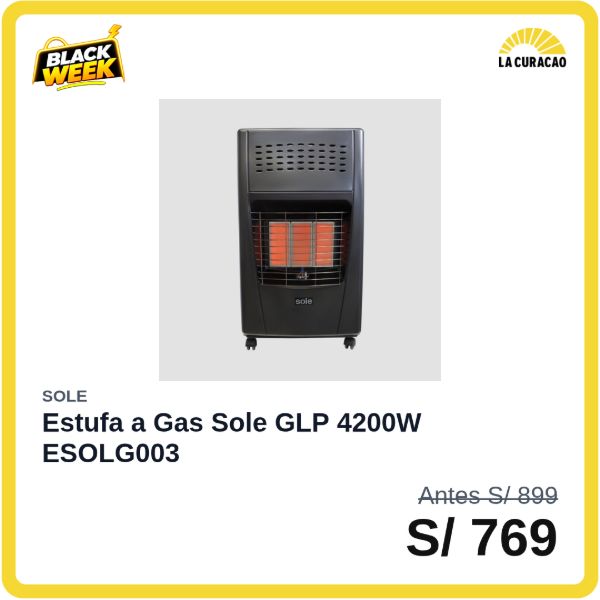 BLACK
WEEK
LA CURACAO
sole
SOLE
Estufa a Gas Sole GLP 4200W
ESOLG003
Antes S/ 899
S/ 769